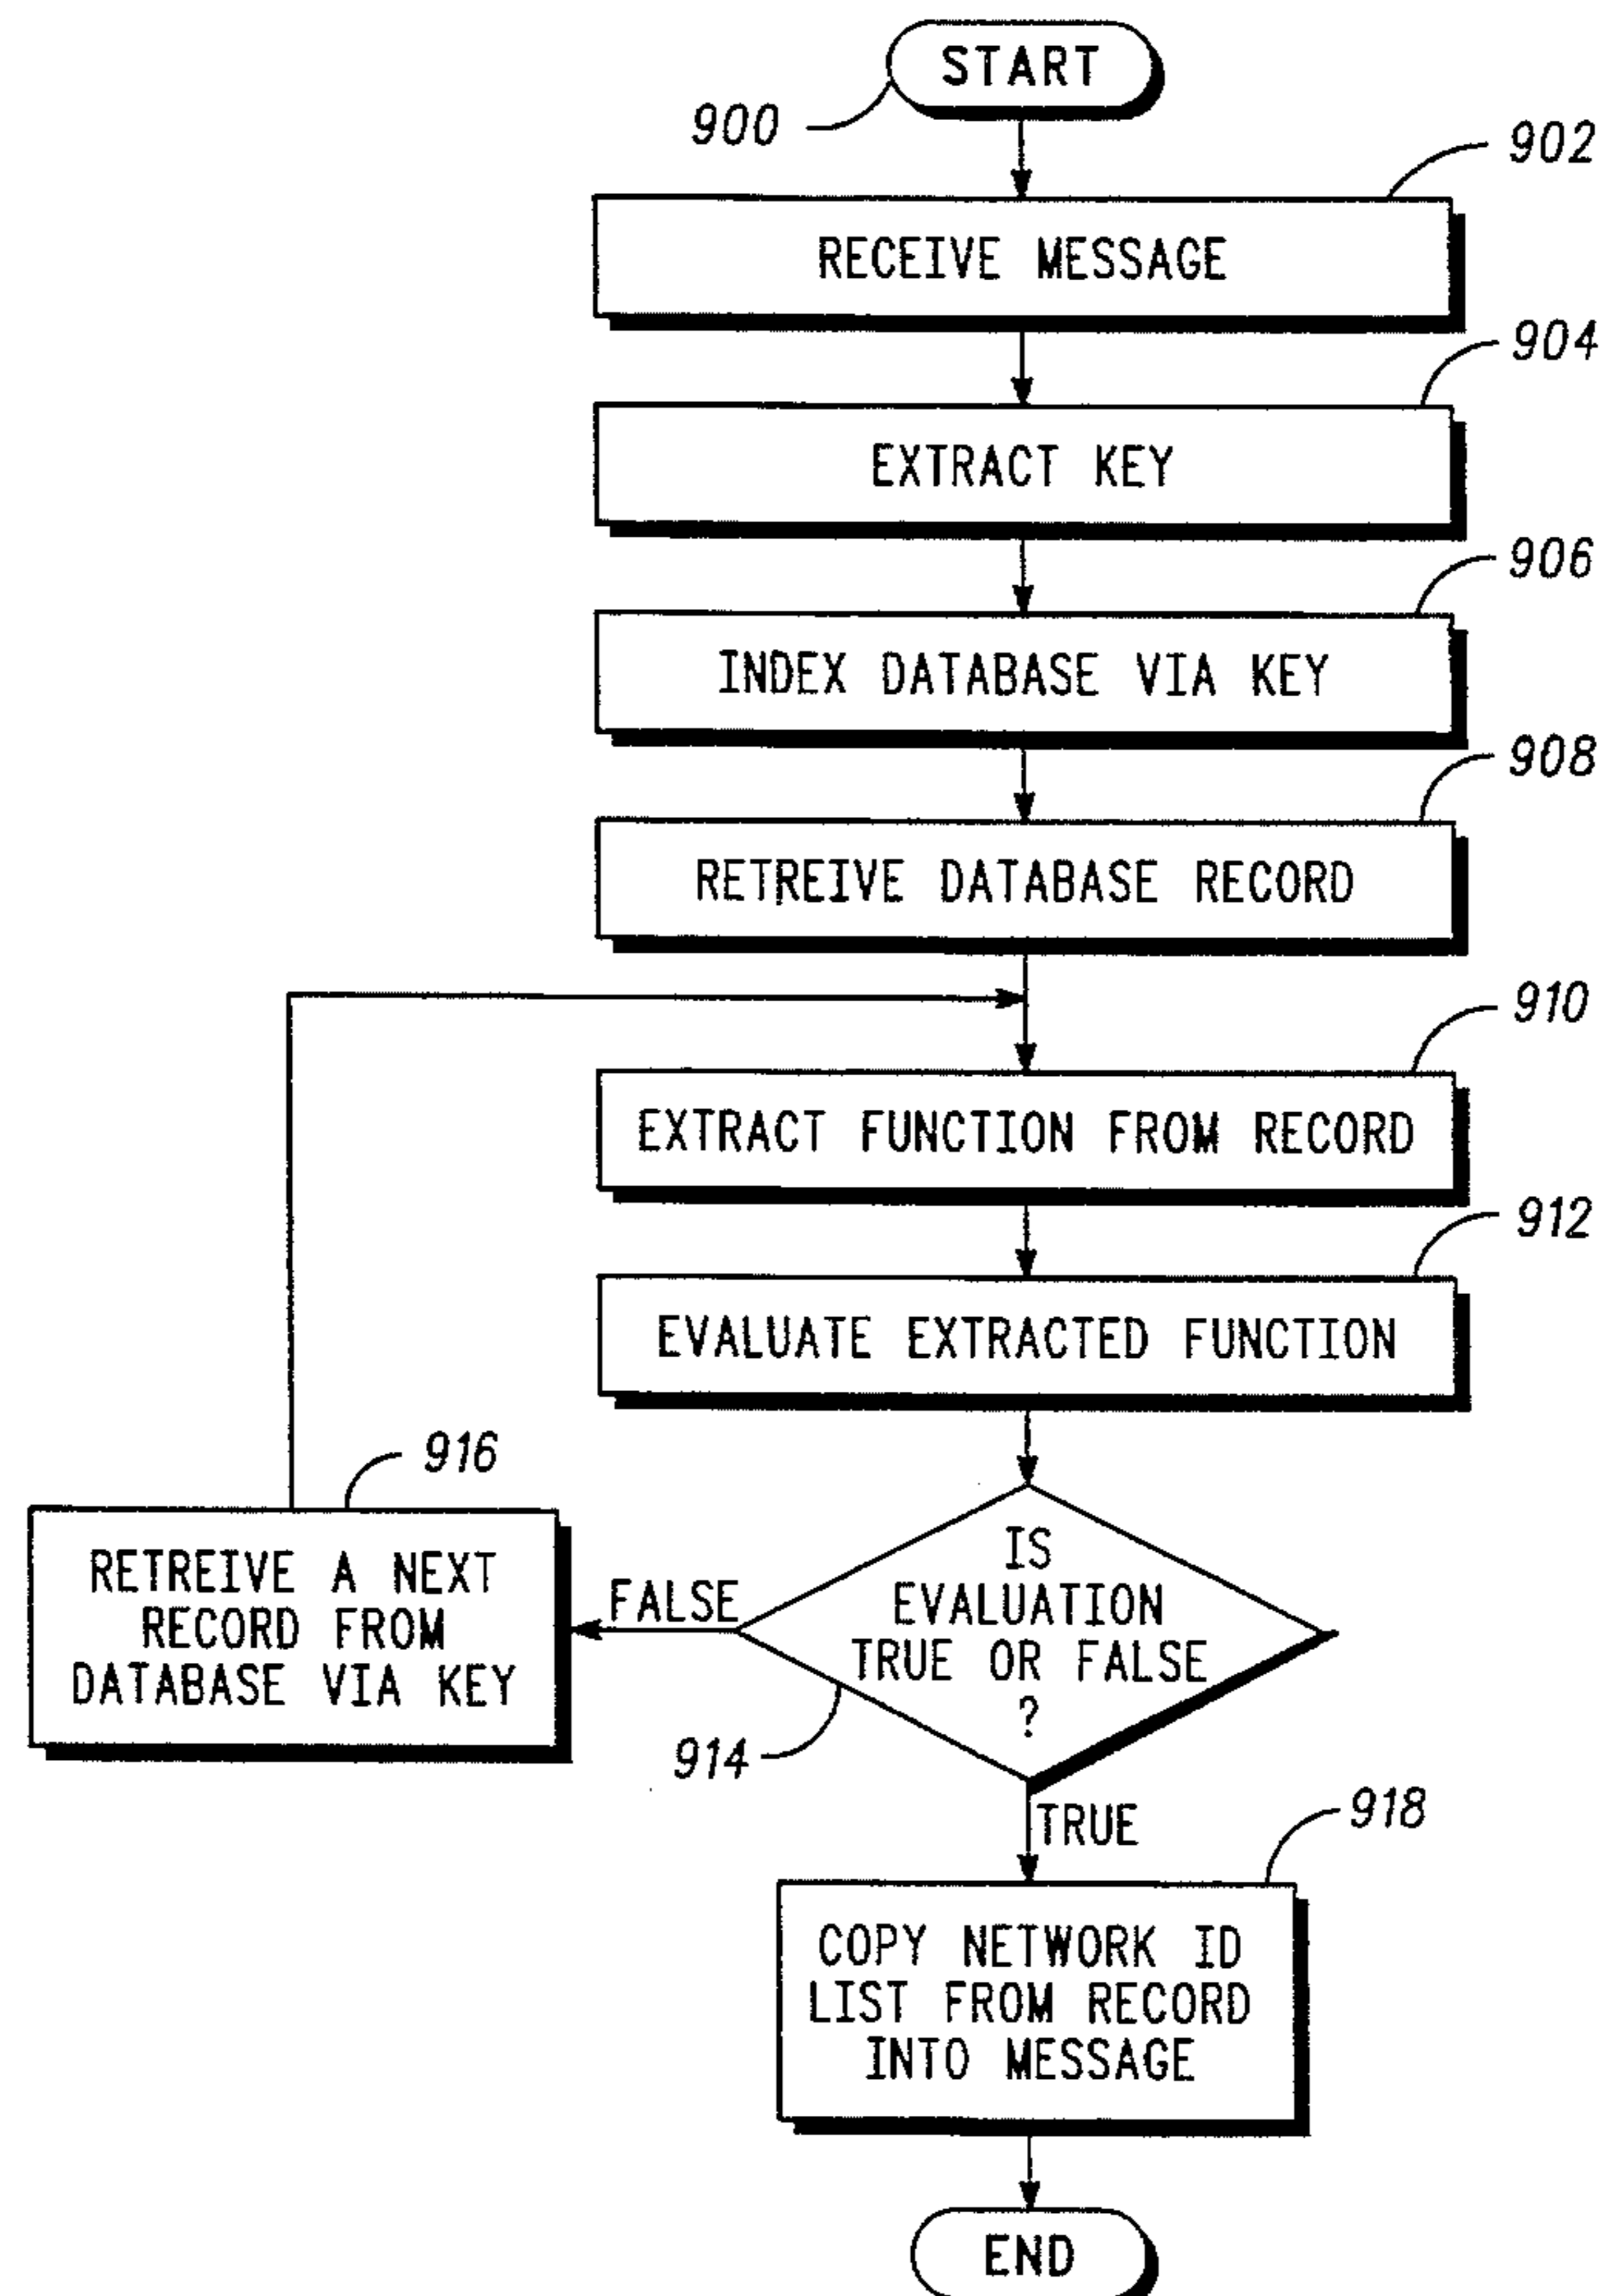 START
900
902
RECEIVE MESSAGE
904
EXTRACT KEY
906
INDEX DATABASE VIA KEY
908
RETREIVE DATABASE RECORD
910
EXTRACT FUNCTION FROM RECORD
912
EVALUATE EXTRACTED FUNCTION
916
RETREIVE A NEXT
RECORD FROM
DATABASE VIA KEY
FALSE
IS
EVALUATION
TRUE OR FALSE
?
914
TRUE
918
COPY NETWORK ID
LIST FROM RECORD
INTO MESSAGE
END